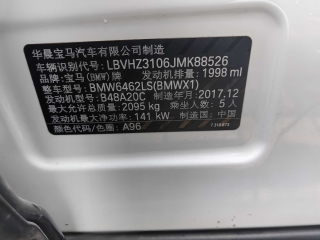 华晨宝马汽车有限公司制造
车辆识别代号: LBVHZ3106JMK88526
品牌: 宝马(BMW)牌 发动机排量: 1998 ml
整车型号: BMW6462LS(BMWX1)
发动机型号: B48A20C 制造年月: 2017.12
最大允许总质量: 2095 kg 乘坐人数: 5 人
发动机最大净功率: 141 kW 制造国: 中国
颜色色标/代号: A96